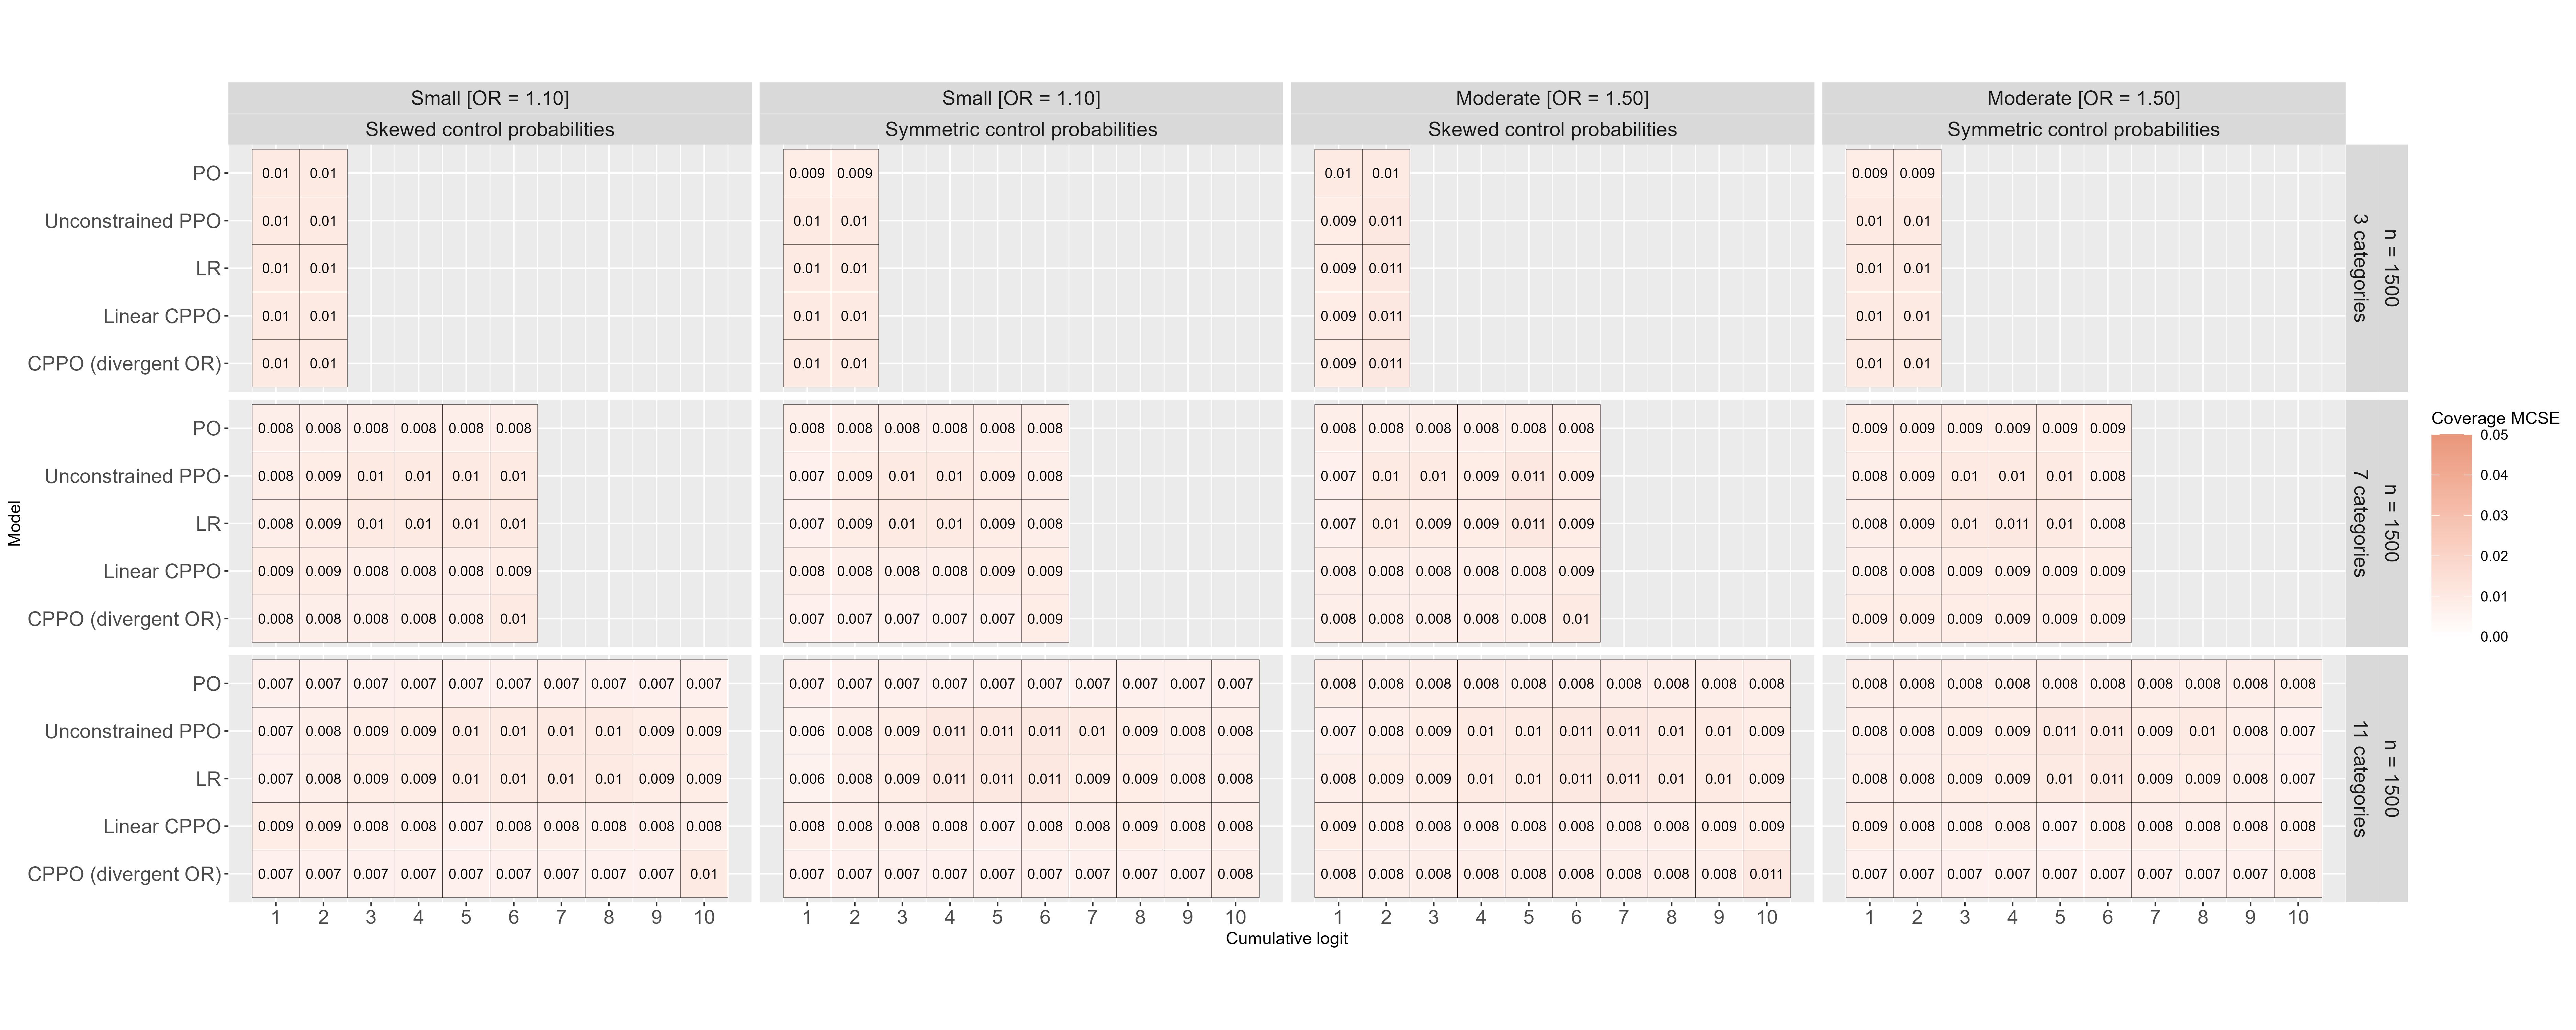 Small [OR = 1.10] Small [OR = 1.10] Moderate [OR = 1.50] Moderate [OR = 1.50]
Skewed control probabilities Symmetric control probabilities Skewed control probabilities Symmetric control probabilities
PO 0.01 0.01 0.009 0.009 0.01 0.01 0.009 0.009
Unconstrained PPO 0.01 0.01 0.01 0.01 0.009 0.011 0.01 0.01
LR 0.01 0.01 0.01 0.01 0.009 0.011 0.01 0.01
Linear CPPO 0.01 0.01 0.01 0.01 0.009 0.011 0.01 0.01
CPPO (divergent OR) 0.01 0.01 0.01 0.01 0.009 0.011 0.01 0.01
n = 1500
3 categories
PO 0.008 0.008 0.008 0.008 0.008 0.008 0.008 0.008 0.008 0.008 0.008 0.008 0.008 0.008 0.008 0.008 0.008 0.008 0.009 0.009 0.009 0.009 0.009 0.009
Unconstrained PPO 0.008 0.009 0.01 0.01 0.01 0.01 0.007 0.009 0.01 0.01 0.009 0.008 0.007 0.01 0.01 0.009 0.011 0.009 0.008 0.009 0.01 0.01 0.01 0.008
LR 0.008 0.009 0.01 0.01 0.01 0.01 0.007 0.009 0.01 0.01 0.009 0.008 0.007 0.01 0.009 0.009 0.011 0.009 0.008 0.009 0.01 0.011 0.01 0.008
Linear CPPO 0.009 0.009 0.008 0.008 0.008 0.009 0.008 0.008 0.008 0.008 0.009 0.009 0.008 0.008 0.008 0.008 0.008 0.009 0.008 0.008 0.009 0.009 0.009 0.009
CPPO (divergent OR) 0.008 0.008 0.008 0.008 0.008 0.01 0.007 0.007 0.007 0.007 0.007 0.009 0.008 0.008 0.008 0.008 0.008 0.01 0.009 0.009 0.009 0.009 0.009 0.009
n = 1500
7 categories
PO 0.007 0.007 0.007 0.007 0.007 0.007 0.007 0.007 0.007 0.007 0.007 0.007 0.007 0.007 0.007 0.007 0.007 0.007 0.007 0.007 0.008 0.008 0.008 0.008 0.008 0.008 0.008 0.008 0.008 0.008 0.008 0.008 0.008 0.008 0.008 0.008 0.008 0.008 0.008 0.008
Unconstrained PPO 0.007 0.008 0.009 0.009 0.01 0.01 0.01 0.01 0.009 0.009 0.006 0.008 0.009 0.011 0.011 0.011 0.01 0.009 0.008 0.008 0.007 0.008 0.009 0.01 0.01 0.011 0.011 0.01 0.01 0.009 0.008 0.008 0.009 0.009 0.011 0.011 0.009 0.01 0.008 0.007
LR 0.007 0.008 0.009 0.009 0.01 0.01 0.01 0.01 0.009 0.009 0.006 0.008 0.009 0.011 0.011 0.011 0.009 0.009 0.008 0.008 0.008 0.009 0.009 0.01 0.01 0.011 0.011 0.01 0.01 0.009 0.008 0.008 0.009 0.009 0.01 0.011 0.009 0.009 0.008 0.007
Linear CPPO 0.009 0.009 0.008 0.008 0.007 0.008 0.008 0.008 0.008 0.008 0.008 0.008 0.008 0.008 0.007 0.008 0.008 0.009 0.008 0.008 0.009 0.008 0.008 0.008 0.008 0.008 0.008 0.008 0.009 0.009 0.009 0.008 0.008 0.008 0.007 0.008 0.008 0.008 0.008 0.008
CPPO (divergent OR) 0.007 0.007 0.007 0.007 0.007 0.007 0.007 0.007 0.007 0.01 0.007 0.007 0.007 0.007 0.007 0.007 0.007 0.007 0.007 0.008 0.008 0.008 0.008 0.008 0.008 0.008 0.008 0.008 0.008 0.011 0.007 0.007 0.007 0.007 0.007 0.007 0.007 0.007 0.007 0.008
n = 1500
11 categories
1 2 3 4 5 6 7 8 9 10 1 2 3 4 5 6 7 8 9 10 1 2 3 4 5 6 7 8 9 10 1 2 3 4 5 6 7 8 9 10
Cumulative logit
Model
Coverage MCSE
0.05
0.04
0.03
0.02
0.01
0.00